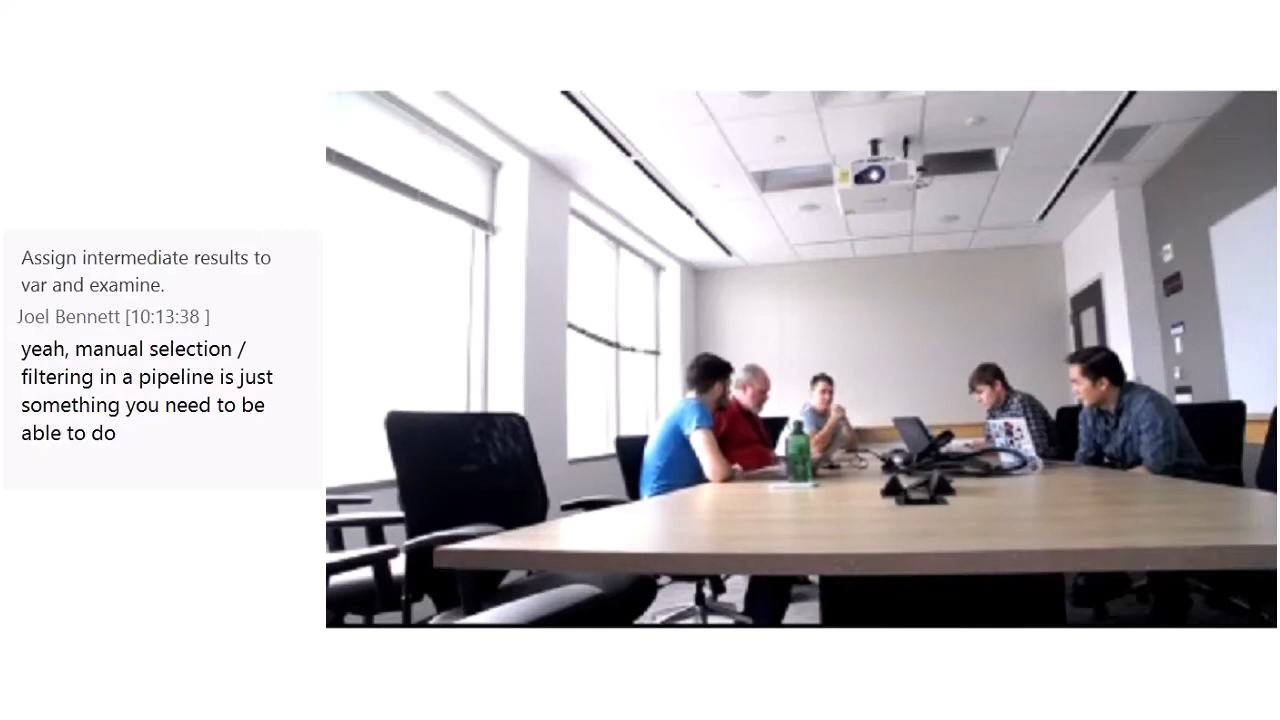 Assign intermediate results to
var and examine.
Joel Bennett [10:13:38 ]
yeah, manual selection /
filtering in a pipeline is just
something you need to be
able to do